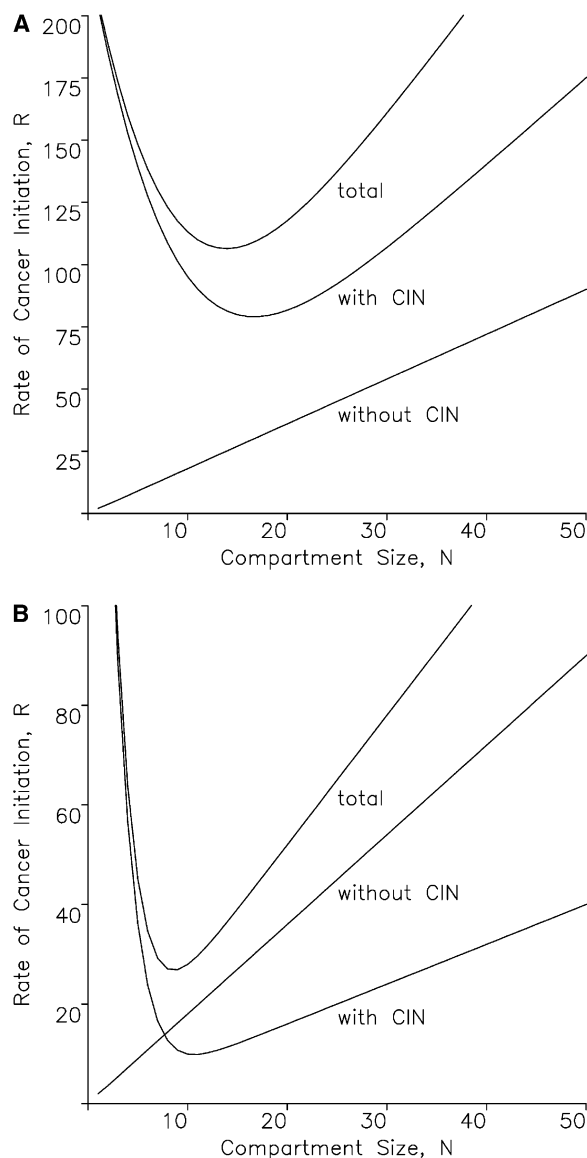 A
Rate of Cancer Initiation, R
200
175
150
125
100
75
50
25
total
with CIN
without CIN
10 20 30 40 50
Compartment Size, N
B
Rate of Cancer Initiation, R
100
80
60
40
20
total
without CIN
with CIN
10 20 30 40 50
Compartment Size, N